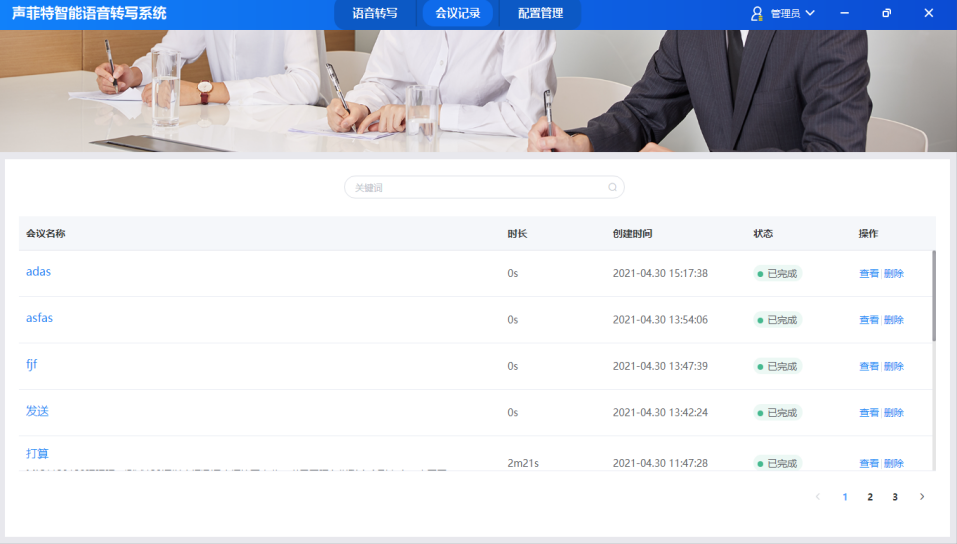 声菲特智能语音转写系统 语音转写 会议记录 配置管理 管理员
关键词
会议名称 时长 创建时间 状态 操作
adas 0s 2021-04.30 15:17:38 已完成 查看 删除
asfas 0s 2021-04.30 13:54:06 已完成 查看 删除
fjf 0s 2021-04.30 13:47:39 已完成 查看 删除
发送 0s 2021-04.30 13:42:24 已完成 查看 删除
打算 2m21s 2021-04.30 11:47:28 已完成 查看 删除
1 2 3